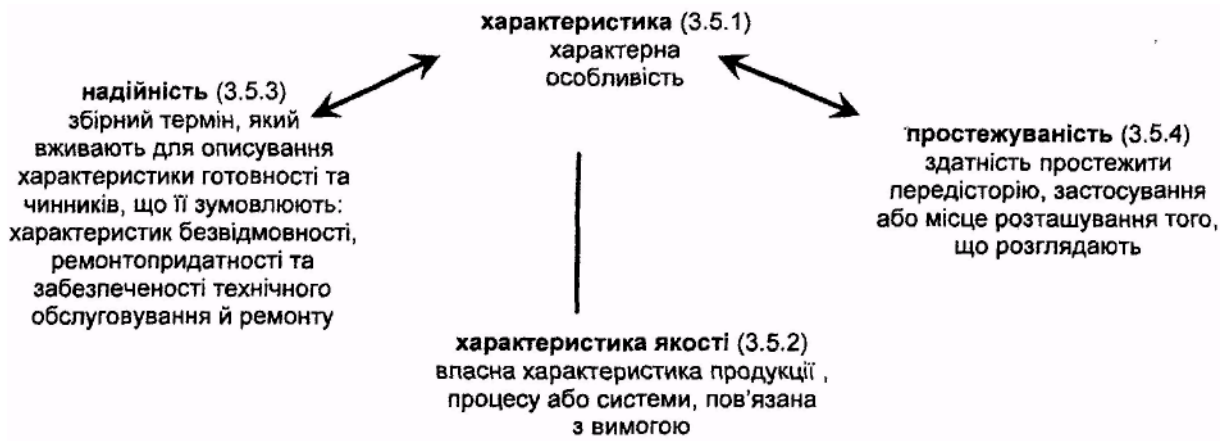 характеристика (3.5.1)
характерна
особливість
надійність (3.5.3)
збірний термін, який
вживають для описування
характеристики готовності та
чинників, що її зумовлюють:
характеристик безвідмовності,
ремонтопридатності та
забезпеченості технічного
обслуговування й ремонту
простежуваність (3.5.4)
здатність простежити
передісторію, застосування
або місце розташування того,
що розглядають
характеристика якості (3.5.2)
власна характеристика продукції ,
процесу або системи, пов'язана
з вимогою